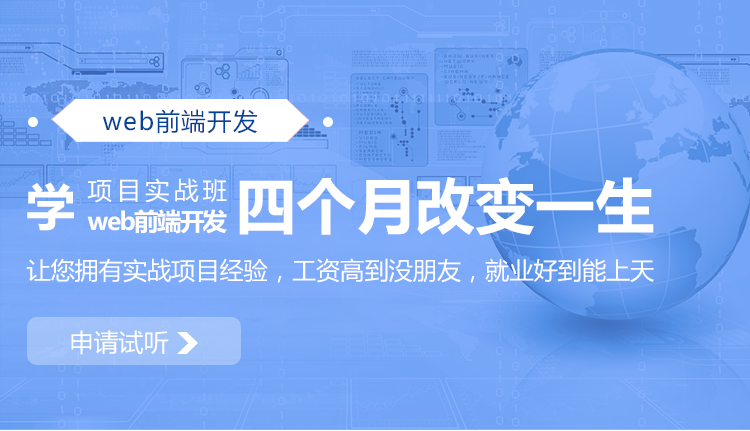 web前端开发
学 项目实战班 web前端开发 四个月改变一生
让您拥有实战项目经验，工资高到没朋友，就业好到能上天
申请试听